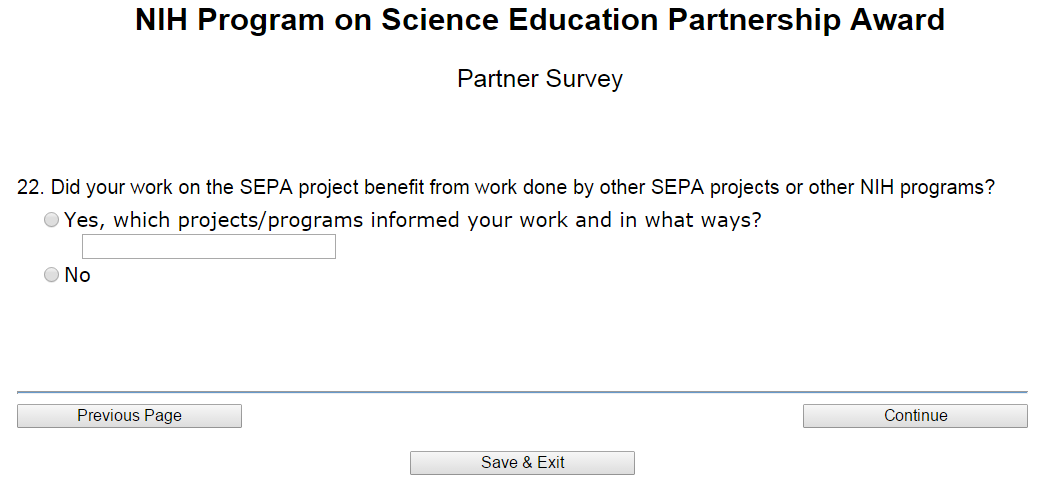 NIH Program on Science Education Partnership Award
Partner Survey
22. Did your work on the SEPA project benefit from work done by other SEPA projects or other NIH programs?
Yes, which projects/programs informed your work and in what ways?
No
Previous Page
Continue
Save & Exit